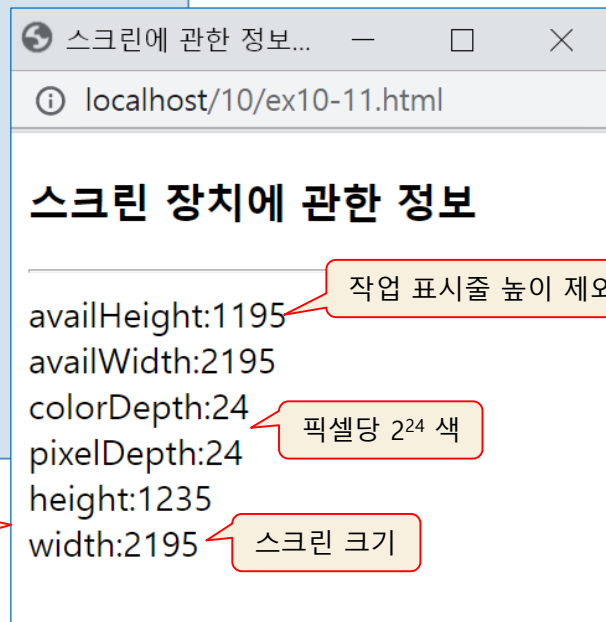 스크린에 관한 정보...
localhost/10/ex10-11.html
스크린 장치에 관한 정보
작업 표시줄 높이
availHeight:1195
availWidth:2195
colorDepth:24
픽셀당 2²⁴ 색
pixelDepth:24
height:1235
width:2195
스크린 크기